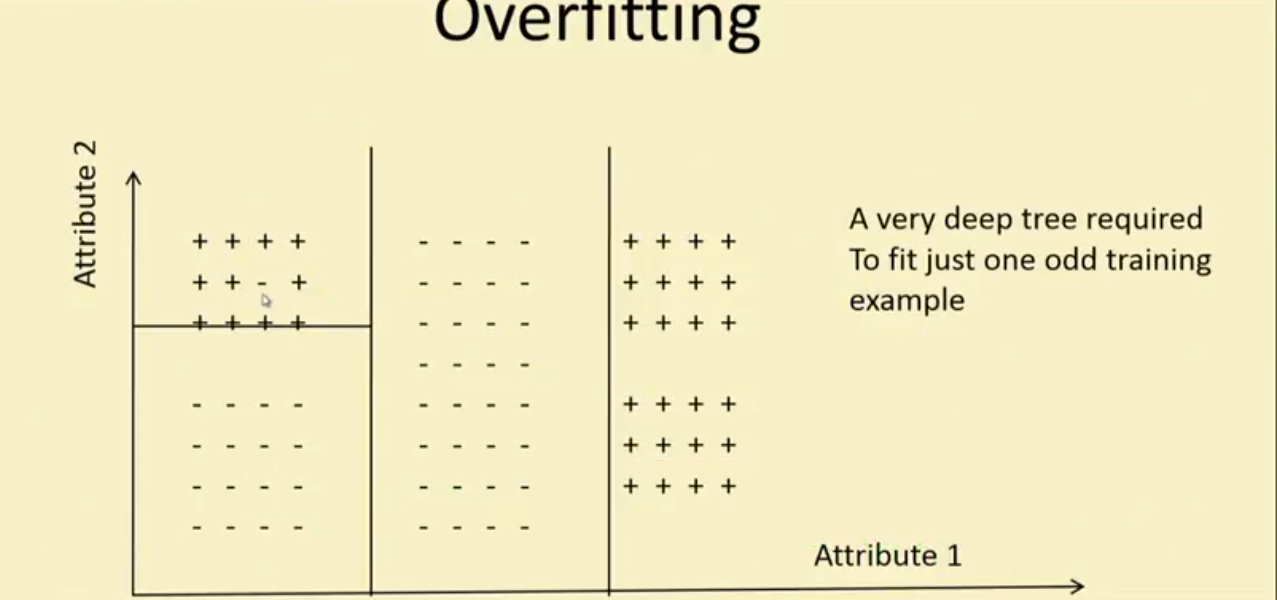 Overfitting
Attribute 2
+ + + + - - - - + + + +
+ + - + - - - - + + + +
+ + + + - - - - + + + +
- - - -
- - - - - - - - + + + +
- - - - - - - - + + + +
- - - - - - - - + + + +
- - - - - - - -
A very deep tree required
To fit just one odd training
example
Attribute 1